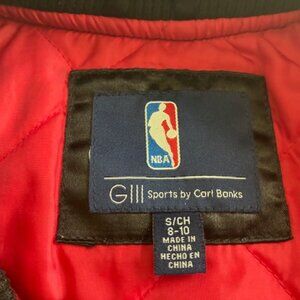 NBA
GIII Sports by Carl Banks
S/CH
8-10
MADE IN
CHINA
HECHO EN
CHINA